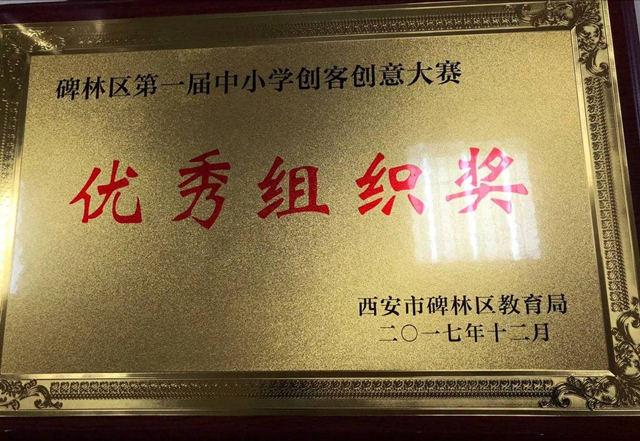 碑林区第一届中小学创客创意大赛
优秀组织奖
西安市碑林区教育局
二〇一七年十二月